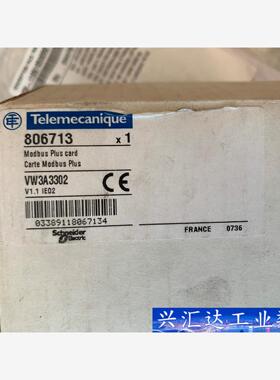 Telemecanique
806713 x 1
Modbus Plus card
Carte Modbus Plus
VW3A3302
V1.1 IE02
CE
03389118067134
Schneider Electric
FRANCE 0736
兴汇达工业